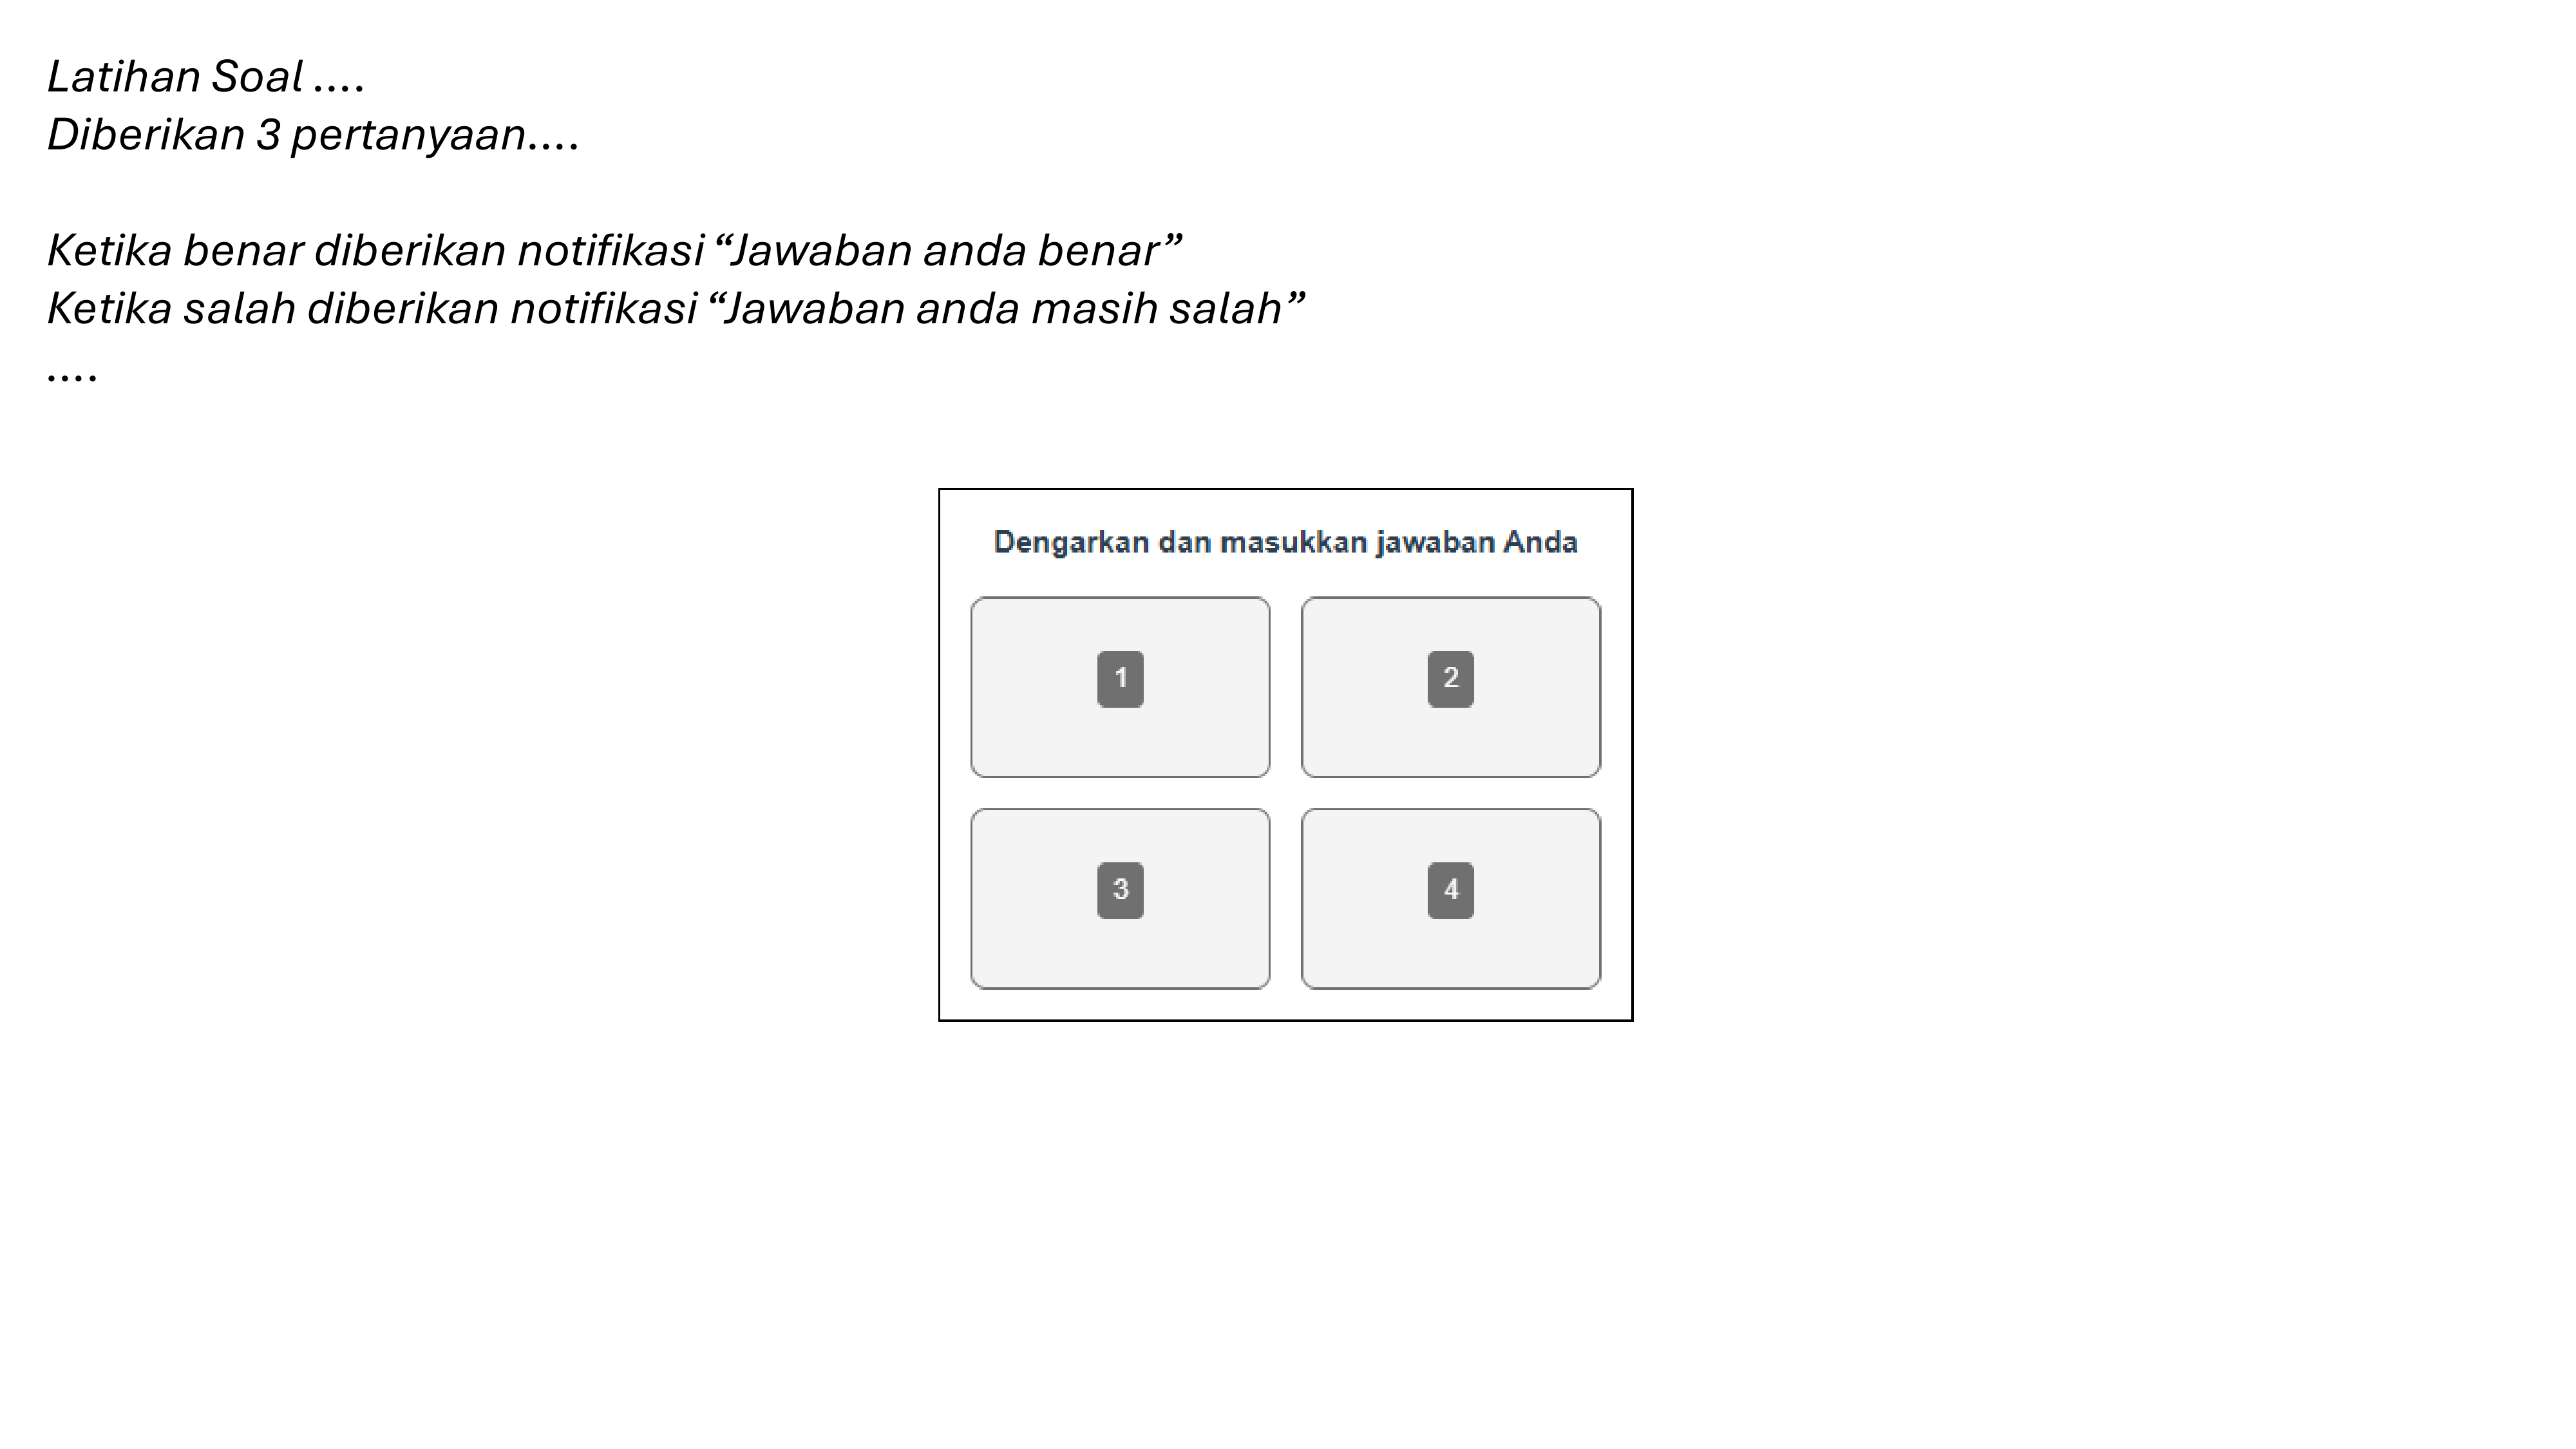 Latihan Soal ....
Diberikan 3 pertanyaan....
Ketika benar diberikan notifikasi “Jawaban anda benar”
Ketika salah diberikan notifikasi “Jawaban anda masih salah”
....
Dengarkan dan masukkan jawaban Anda
1
2
3
4